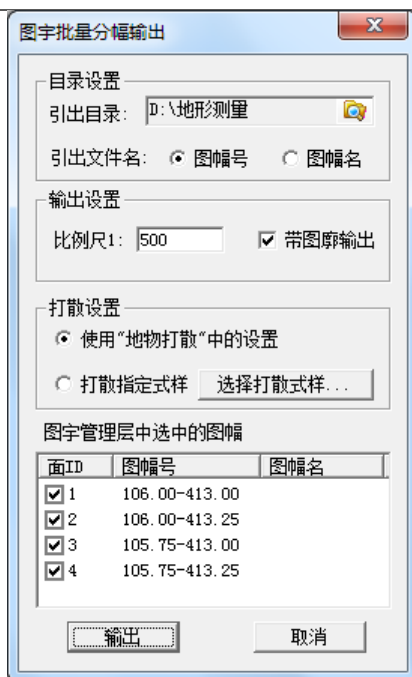 图宇批量分幅输出
目录设置
引出目录: D:\地形测量
引出文件名: 图幅号 图幅名
输出设置
比例尺1: 500 带图廓输出
打散设置
使用“地物打散”中的设置
打散指定式样 选择打散式样...
图宇管理层中选中的图幅
面ID 图幅号 图幅名
1 106.00-413.00
2 106.00-413.25
3 105.75-413.00
4 105.75-413.25
输出 取消